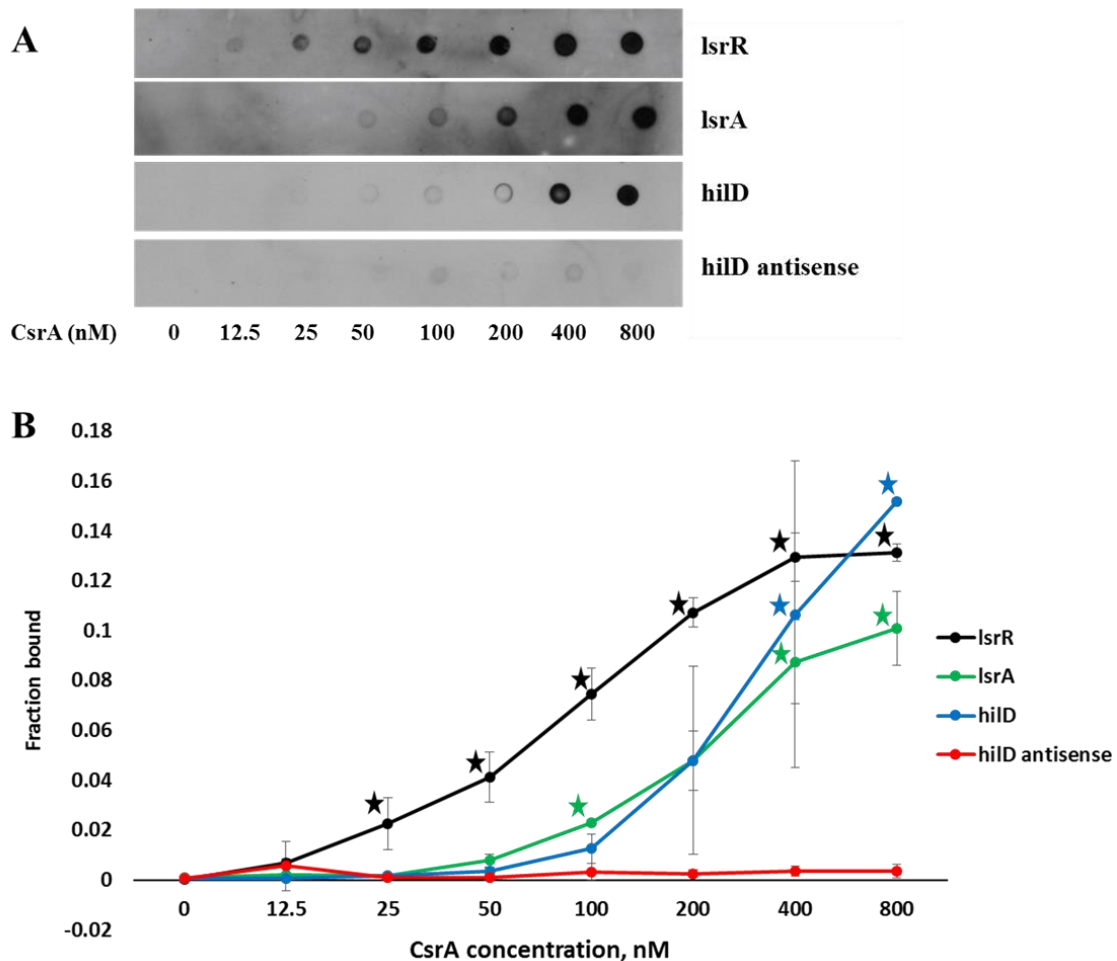 A
lsrR
lsrA
hilD
hilD antisense
CsrA (nM) 0 12.5 25 50 100 200 400 800
B
0.18
0.16
0.14
0.12
0.1
0.08
0.06
0.04
0.02
0
-0.02
Fraction bound
0 12.5 25 50 100 200 400 800
CsrA concentration, nM
lsrR
lsrA
hilD
hilD antisense